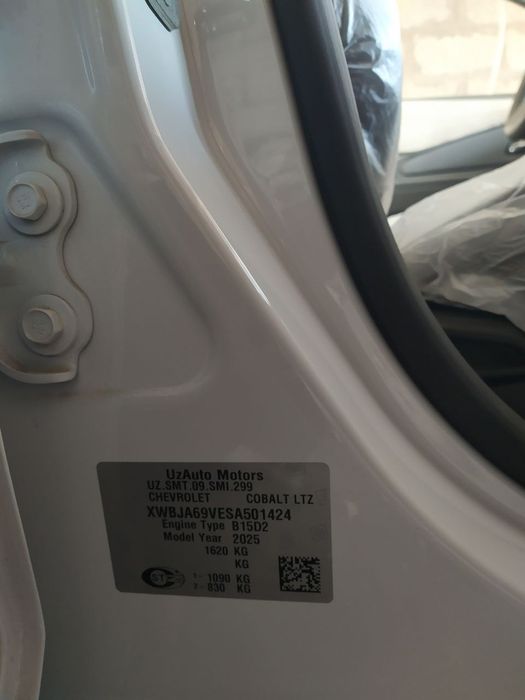 UzAuto Motors
UZ.SMT.09.SMI.299
CHEVROLET COBALT LTZ
XWBJA69VESA501424
Engine Type B15D2
Model Year 2025
1620 KG
KG
1 - 1090 KG
2 - 830 KG